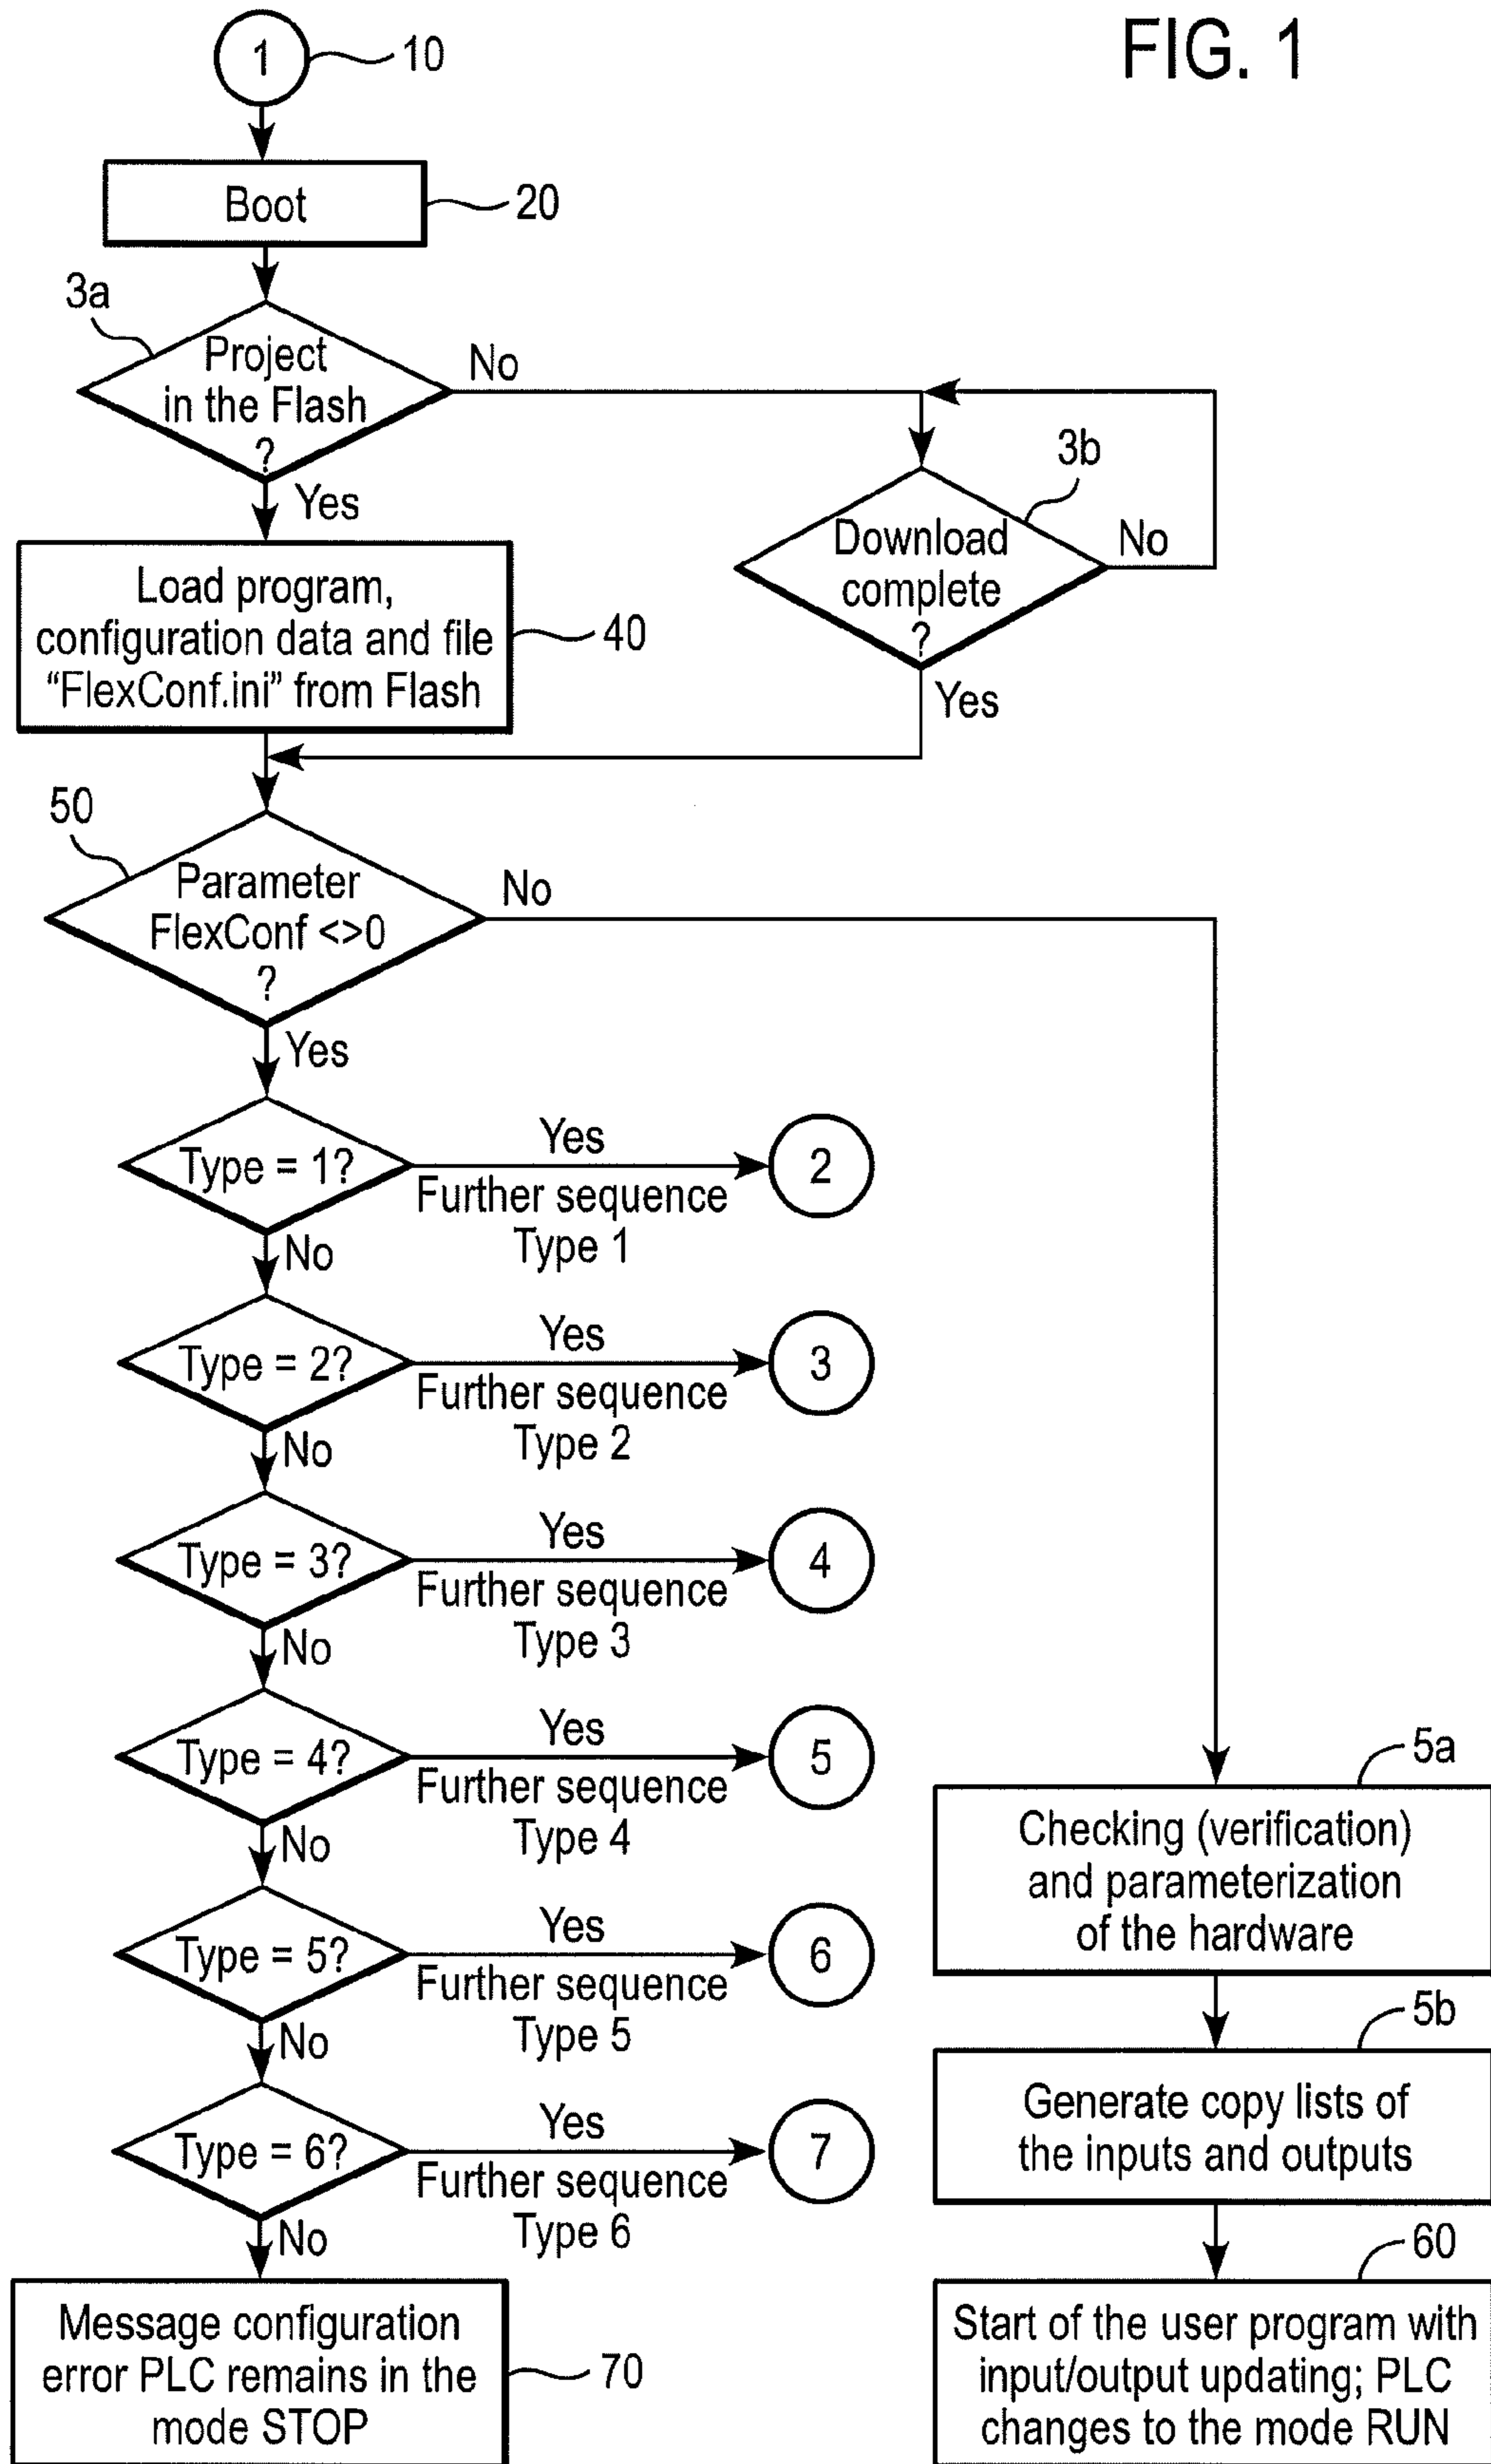 FIG. 1
1
10
Boot
20
3a
Project
in the Flash
?
No
Yes
3b
Download
complete
?
No
Yes
Load program,
configuration data and file
“FlexConf.ini” from Flash
40
50
Parameter
FlexConf <>0
?
No
Yes
Type = 1?
Yes
Further sequence
Type 1
2
No
Type = 2?
Yes
Further sequence
Type 2
3
No
Type = 3?
Yes
Further sequence
Type 3
4
No
Type = 4?
Yes
Further sequence
Type 4
5
No
Type = 5?
Yes
Further sequence
Type 5
6
No
Type = 6?
Yes
Further sequence
Type 6
7
No
Message configuration
error PLC remains in the
mode STOP
70
5a
Checking (verification)
and parameterization
of the hardware
5b
Generate copy lists of
the inputs and outputs
60
Start of the user program with
input/output updating; PLC
changes to the mode RUN